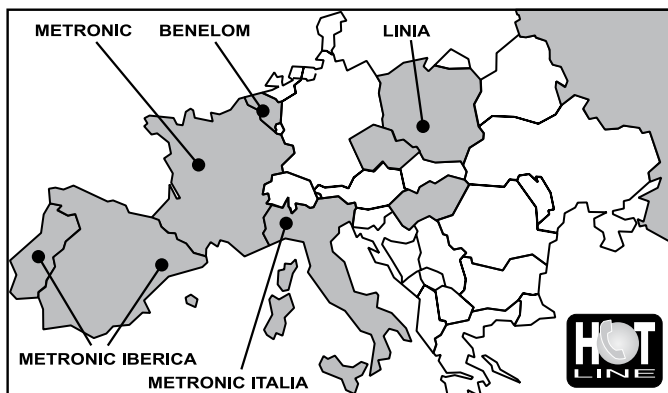 METRONIC BENELOM LINIA
METRONIC IBERICA
METRONIC ITALIA
HOT
LINE